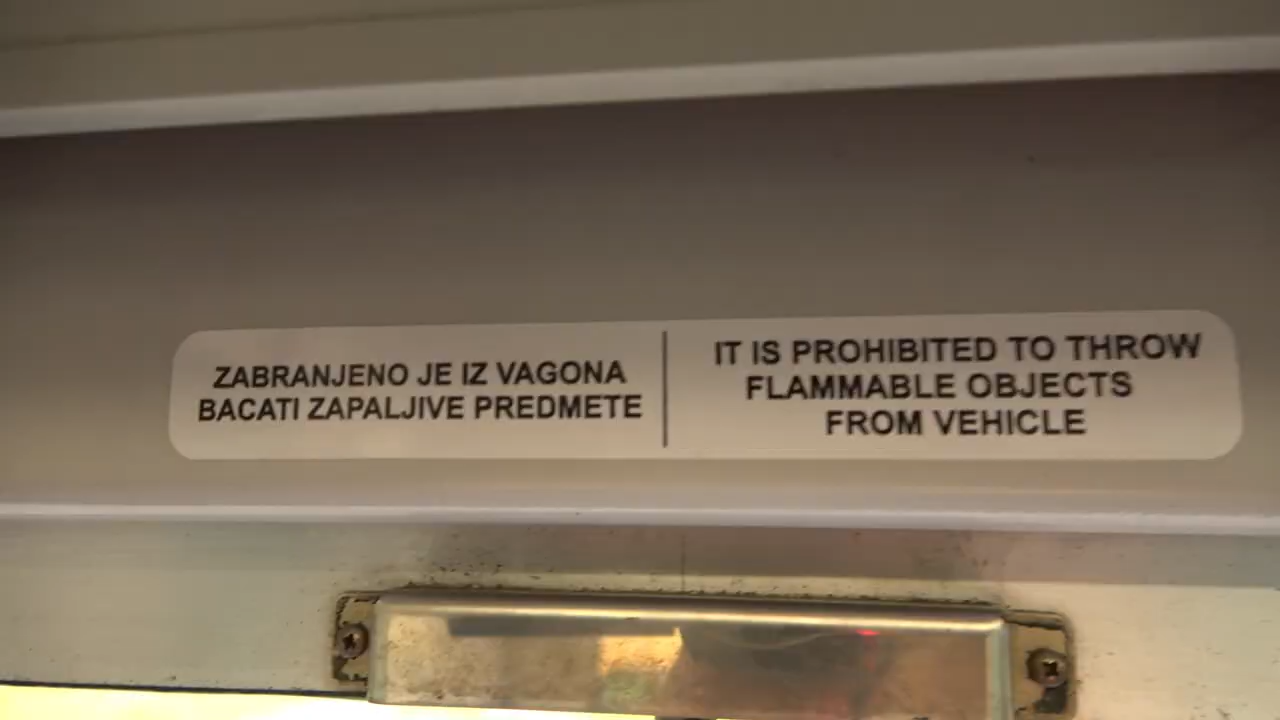 ZABRANJENO JE IZ VAGONA
BACATI ZAPALJIVE PREDMETE
IT IS PROHIBITED TO THROW
FLAMMABLE OBJECTS
FROM VEHICLE